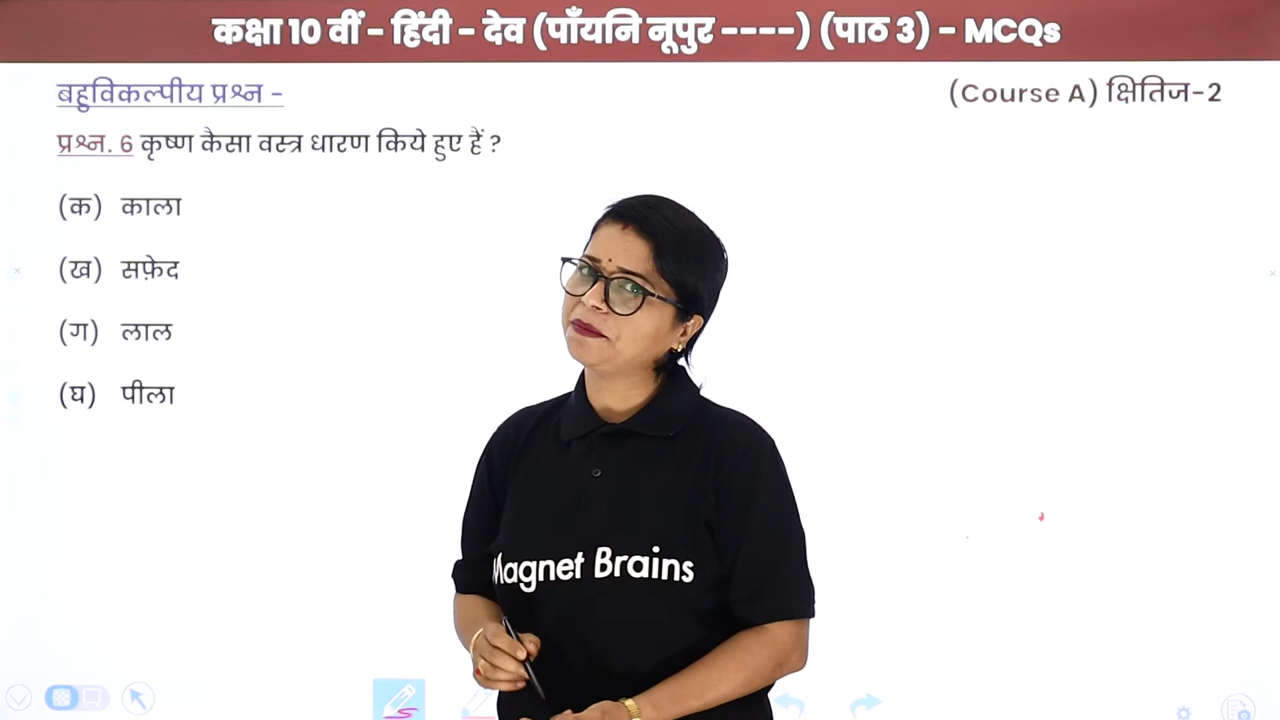 कक्षा 10 वीं - हिंदी - देव (पाँयनि नूपुर ----) (पाठ 3) - MCQs
बहुविकल्पीय प्रश्न -
(Course A) क्षितिज-2
प्रश्न. 6 कृष्ण कैसा वस्त्र धारण किये हुए हैं ?
(क) काला
(ख) सफ़ेद
(ग) लाल
(घ) पीला
Magnet Brains